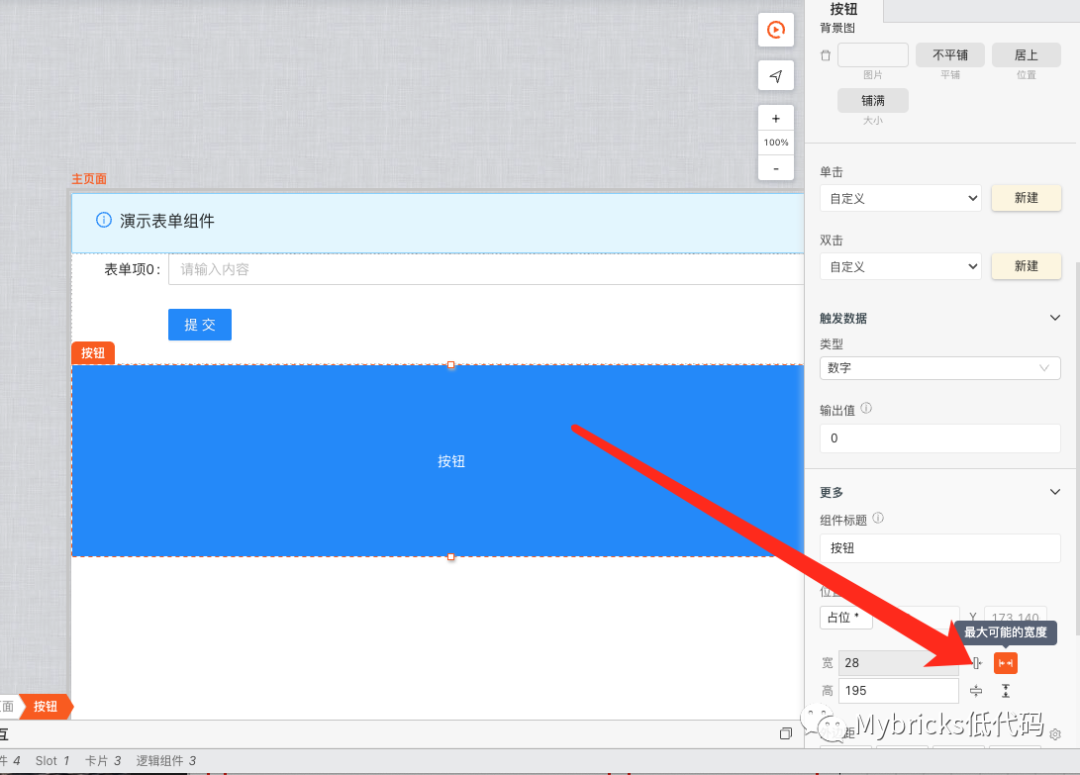 按钮
背景图
不平铺
居上
图片
平铺
位置
铺满
大小
100%
主页面
演示表单组件
表单项0：
请输入内容
提 交
按钮
按钮
单击
自定义
新建
双击
自定义
新建
触发数据
类型
数字
输出值
0
更多
组件标题
按钮
占位 *
Y
173.140
最大可能的宽度
宽
28
高
195
面
按钮
互
件 4
Slot 1
卡片 3
逻辑组件 3
Mybricks低代码